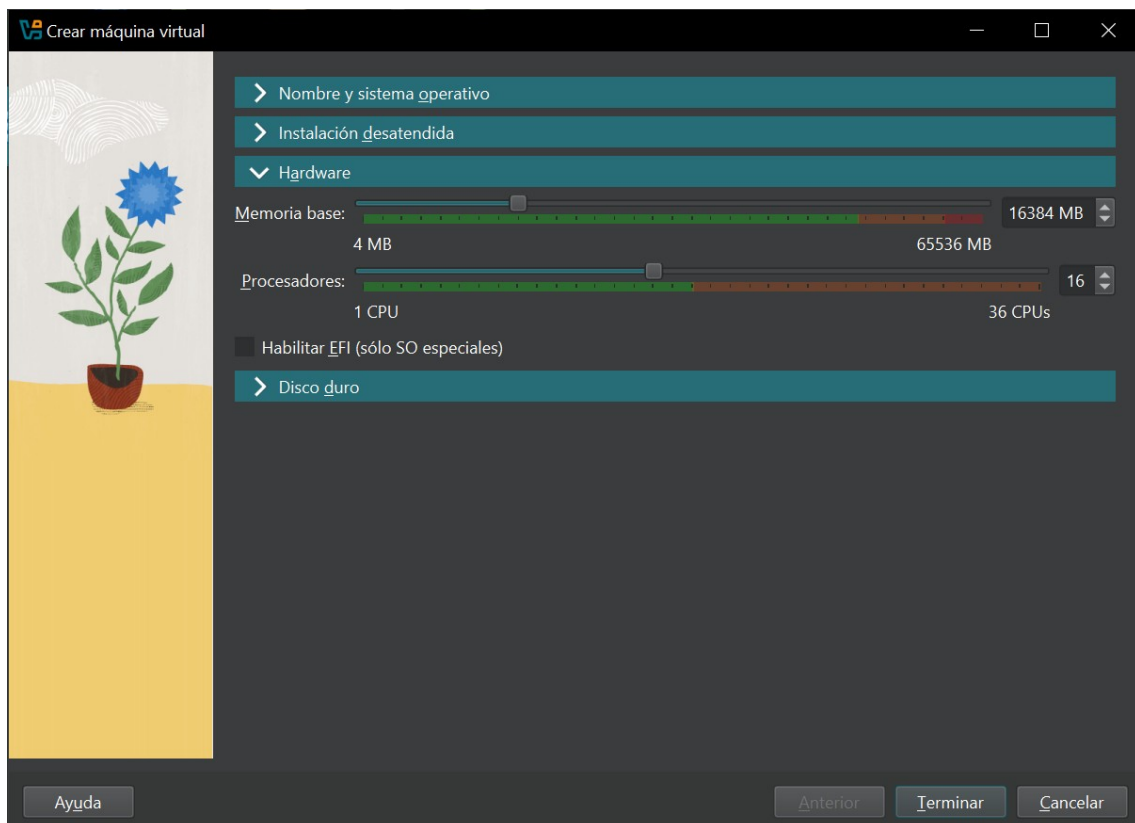 Crear máquina virtual
Nombre y sistema operativo
Instalación desatendida
Hardware
Memoria base: 16384 MB
4 MB 65536 MB
Procesadores: 16
1 CPU 36 CPUs
Habilitar EFI (sólo SO especiales)
Disco duro
Ayuda Anterior Terminar Cancelar